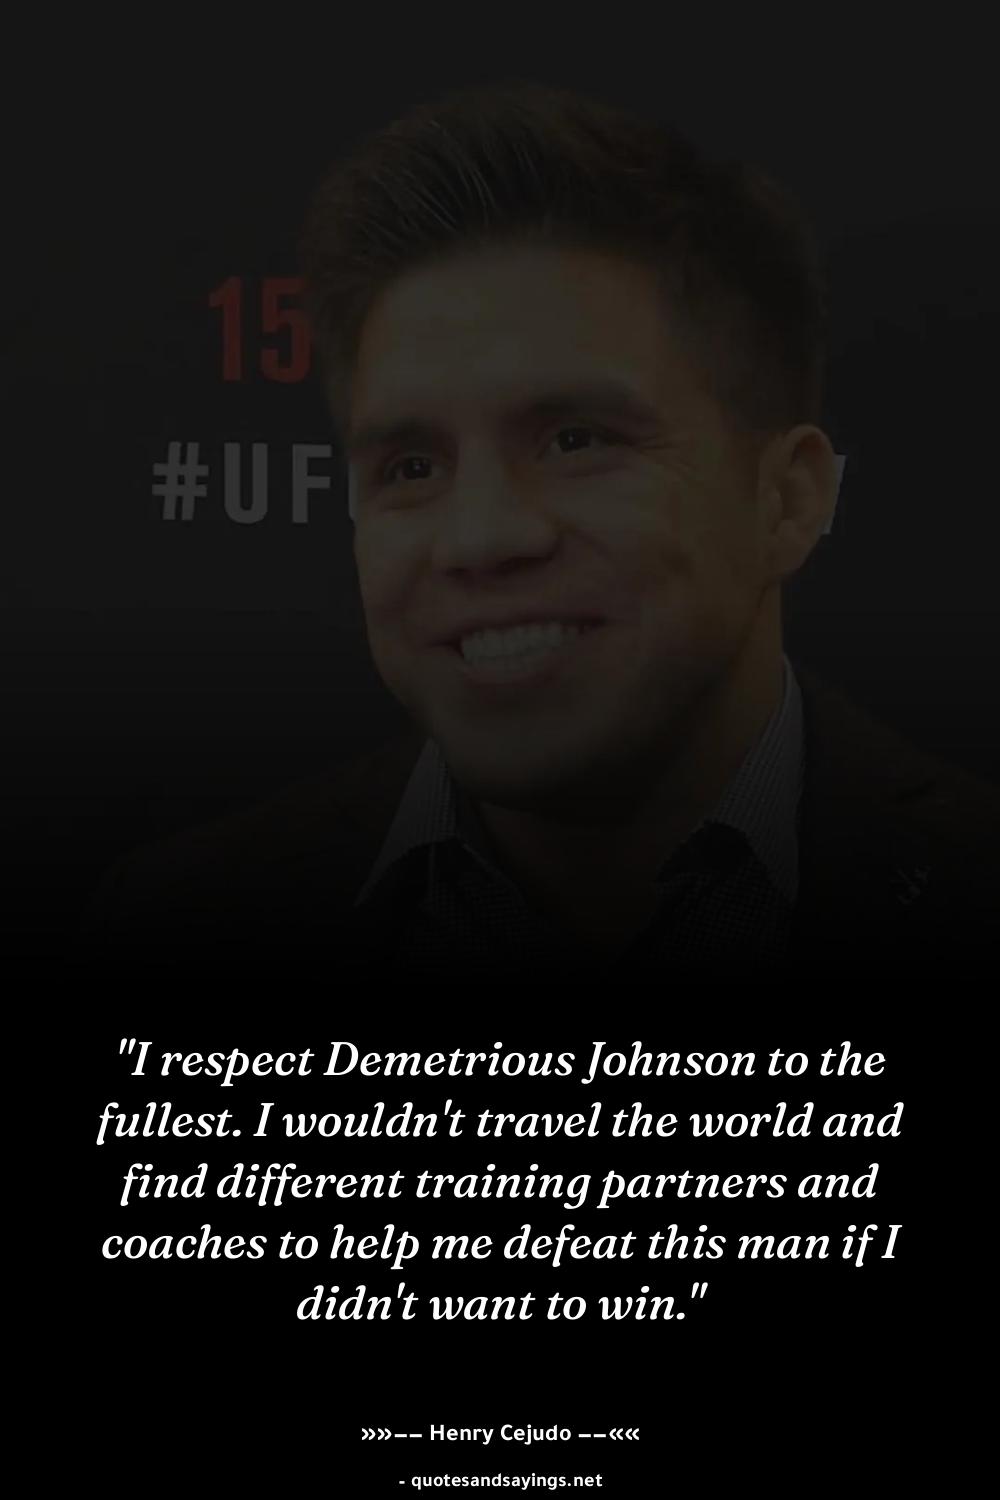 15
#UF
"I respect Demetrious Johnson to the
fullest. I wouldn't travel the world and
find different training partners and
coaches to help me defeat this man if I
didn't want to win."
»»−− Henry Cejudo −−««
- quotesandsayings.net